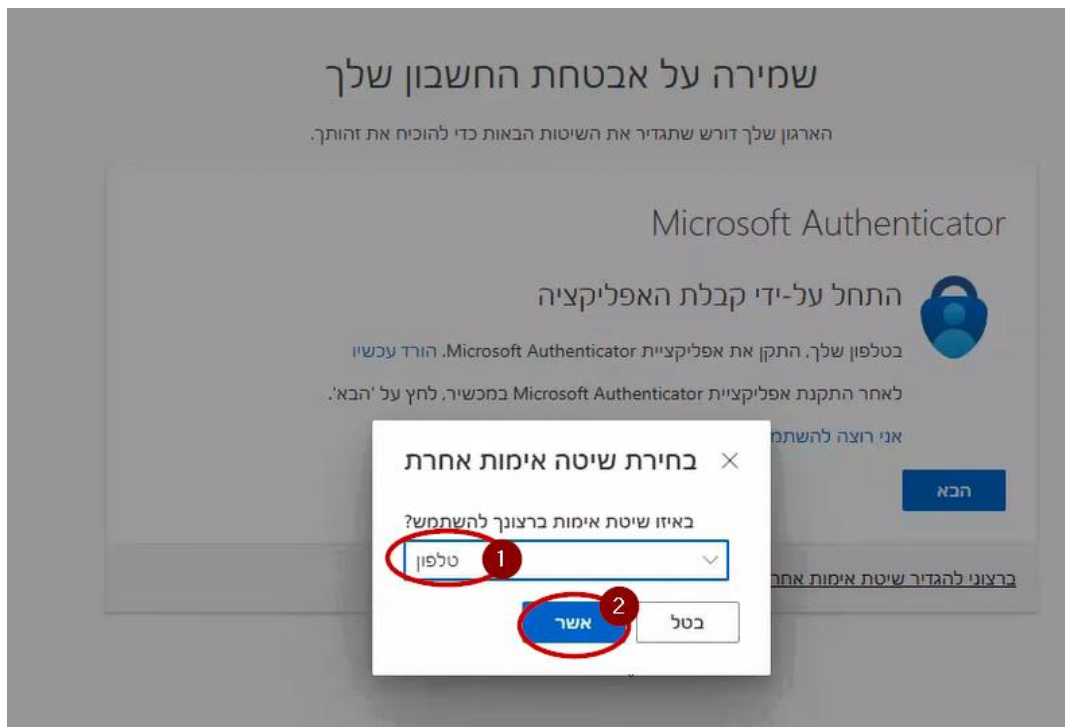 שמירה על אבטחת החשבון שלך
הארגון שלך דורש שתגדיר את השיטות הבאות כדי להוכיח את זהותך.
Microsoft Authenticator
התחל על-ידי קבלת האפליקציה
בטלפון שלך, התקן את אפליקציית Microsoft Authenticator. הורד עכשיו
לאחר התקנת אפליקציית Microsoft Authenticator במכשיר, לחץ על 'הבא'.
אני רוצה
הבא
ברצוני להגדיר שיטת אימות
בחירת שיטה אימות אחרת
באיזו שיטת אימות ברצונך להשתמש?
טלפון 1
בטל אשר 2